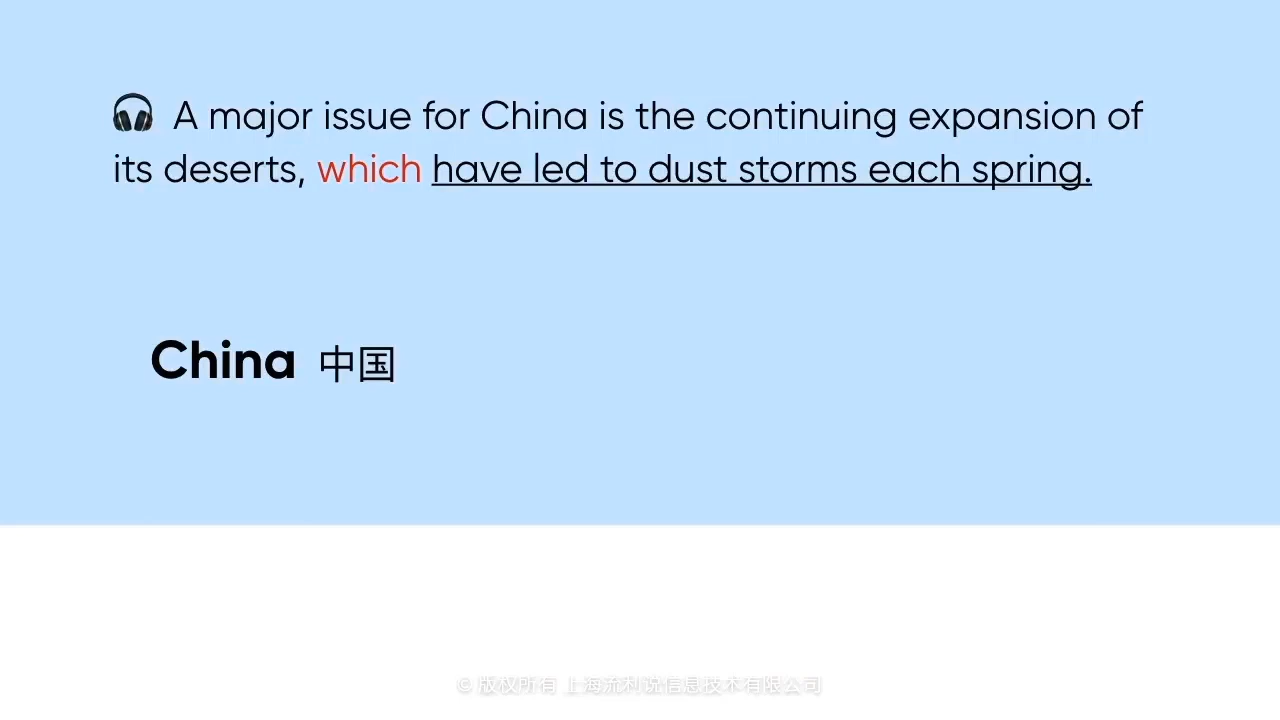 A major issue for China is the continuing expansion of
its deserts, which have led to dust storms each spring.
China 中国
© 版权所有 上海流利说信息技术有限公司